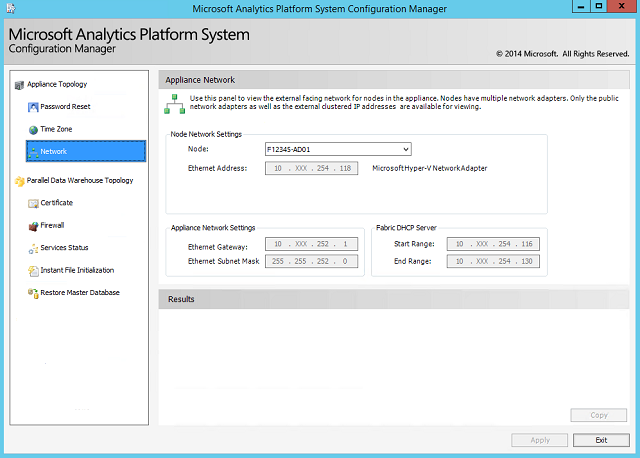 Microsoft Analytics Platform System Configuration Manager
Microsoft Analytics Platform System
Configuration Manager
© 2014 Microsoft. All Rights Reserved.
Appliance Topology
Password Reset
Time Zone
Network
Parallel Data Warehouse Topology
Certificate
Firewall
Services Status
Instant File Initialization
Restore Master Database
Appliance Network
Use this panel to view the external facing network for nodes in the appliance. Nodes have multiple network adapters. Only the public
network adapters as well as the external clustered IP addresses are available for viewing.
Node Network Settings
Node: F12345-AD01
Ethernet Address: 10 . XXX . 254 . 118 Microsoft Hyper-V Network Adapter
Appliance Network Settings
Ethernet Gateway: 10 . XXX . 252 . 1
Ethernet Subnet Mask 255 . 255 . 252 . 0
Fabric DHCP Server
Start Range: 10 . XXX . 254 . 116
End Range: 10 . XXX . 254 . 130
Results
Copy
Apply Exit